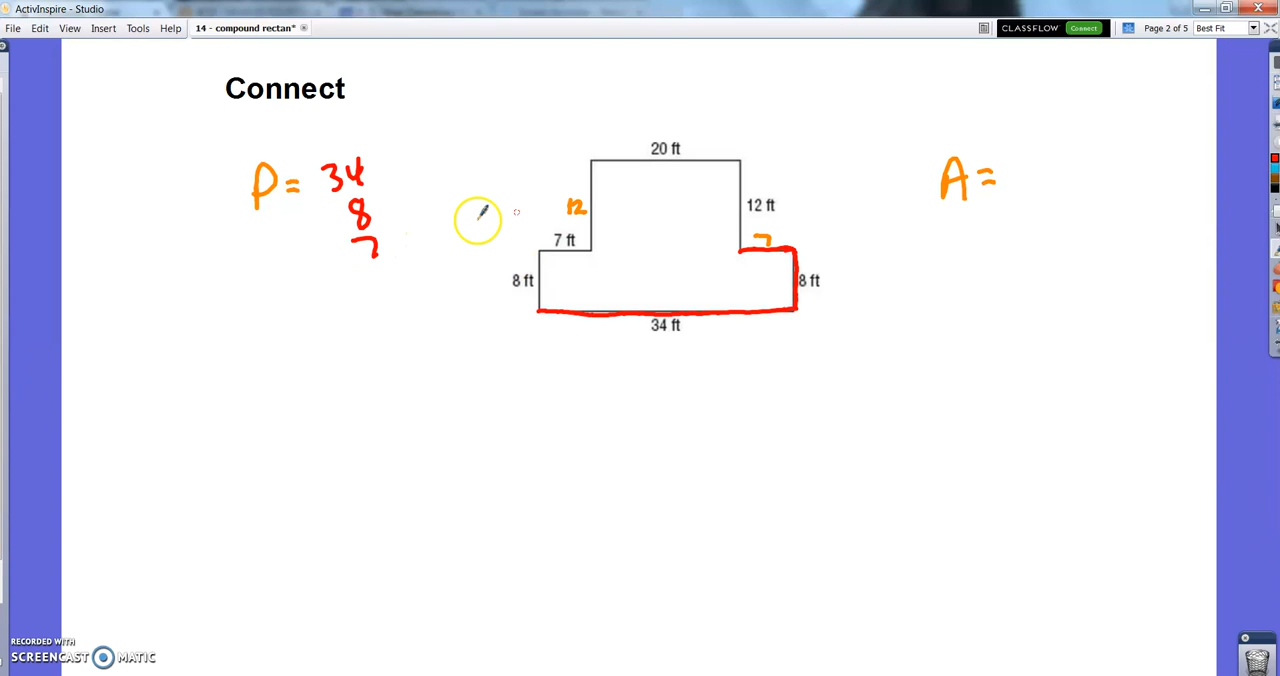 ActivInspire - Studio
File Edit View Insert Tools Help 14 - compound rectan* CLASSFLOW Connect Page 2 of 5 Best Fit
Connect
P = 34
8
7
20 ft
12
12 ft
7 ft
7
8 ft
8 ft
34 ft
A =
RECORDED WITH
SCREENCAST MATIC